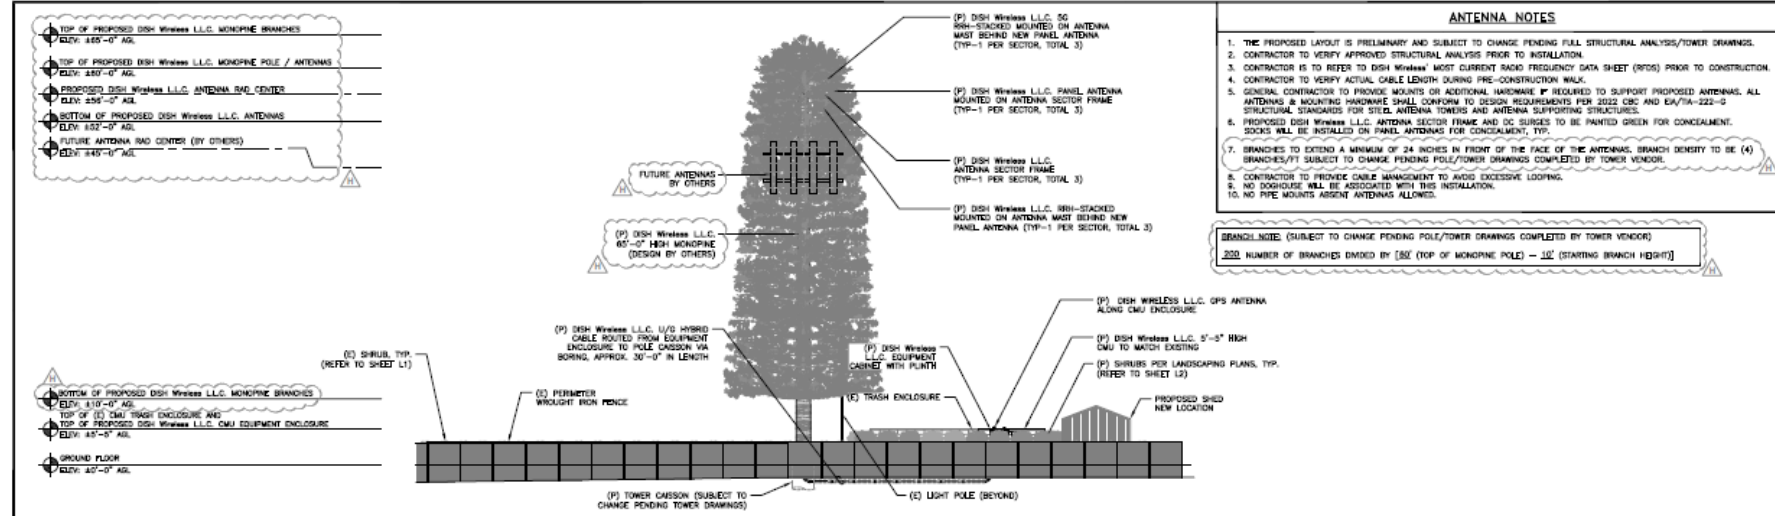 TOP OF PROPOSED DISH Wireless L.L.C. MONOPINE BRANCHES
ELEV: ±65'-0" AGL
TOP OF PROPOSED DISH Wireless L.L.C. MONOPINE POLE / ANTENNAS
ELEV: ±60'-0" AGL
PROPOSED DISH Wireless L.L.C. ANTENNA RAD CENTER
ELEV: ±56'-0" AGL
BOTTOM OF PROPOSED DISH Wireless L.L.C. ANTENNAS
ELEV: ±52'-0" AGL
FUTURE ANTENNA RAD CENTER (BY OTHERS)
ELEV: ±45'-0" AGL
H
(P) DISH Wireless L.L.C. 5G
RRH-STACKED MOUNTED ON ANTENNA
MAST BEHIND NEW PANEL ANTENNA
(TYP-1 PER SECTOR, TOTAL 3)
(P) DISH Wireless L.L.C. PANEL ANTENNA
MOUNTED ON ANTENNA SECTOR FRAME
(TYP-1 PER SECTOR, TOTAL 3)
(P) DISH Wireless L.L.C.
ANTENNA SECTOR FRAME
(TYP-1 PER SECTOR, TOTAL 3)
(P) DISH Wireless L.L.C. RRH-STACKED
MOUNTED ON ANTENNA MAST BEHIND NEW
PANEL ANTENNA (TYP-1 PER SECTOR, TOTAL 3)
FUTURE ANTENNAS
BY OTHERS
H
(P) DISH Wireless L.L.C.
65'-0" HIGH MONOPINE
(DESIGN BY OTHERS)
H
ANTENNA NOTES
1. THE PROPOSED LAYOUT IS PRELIMINARY AND SUBJECT TO CHANGE PENDING FULL STRUCTURAL ANALYSIS/TOWER DRAWINGS.
2. CONTRACTOR TO VERIFY APPROVED STRUCTURAL ANALYSIS PRIOR TO INSTALLATION.
3. CONTRACTOR IS TO REFER TO DISH Wireless' MOST CURRENT RADIO FREQUENCY DATA SHEET (RFDS) PRIOR TO CONSTRUCTION.
4. CONTRACTOR TO VERIFY ACTUAL CABLE LENGTH DURING PRE-CONSTRUCTION WALK.
5. GENERAL CONTRACTOR TO PROVIDE MOUNTS OR ADDITIONAL HARDWARE IF REQUIRED TO SUPPORT PROPOSED ANTENNAS. ALL
ANTENNAS & MOUNTING HARDWARE SHALL CONFORM TO DESIGN REQUIREMENTS PER 2022 CBC AND EIA/TIA-222-G
STRUCTURAL STANDARDS FOR STEEL ANTENNA TOWERS AND ANTENNA SUPPORTING STRUCTURES.
6. PROPOSED DISH Wireless L.L.C. ANTENNA SECTOR FRAME AND DC SURGES TO BE PAINTED GREEN FOR CONCEALMENT.
SOCKS WILL BE INSTALLED ON PANEL ANTENNAS FOR CONCEALMENT, TYP.
7. BRANCHES TO EXTEND A MINIMUM OF 24 INCHES IN FRONT OF THE FACE OF THE ANTENNAS. BRANCH DENSITY TO BE (4)
BRANCHES/FT SUBJECT TO CHANGE PENDING POLE/TOWER DRAWINGS COMPLETED BY TOWER VENDOR.
H
8. CONTRACTOR TO PROVIDE CABLE MANAGEMENT TO AVOID EXCESSIVE LOOPING.
9. NO DOGHOUSE WILL BE ASSOCIATED WITH THIS INSTALLATION.
10. NO PIPE MOUNTS ABSENT ANTENNAS ALLOWED.
BRANCH NOTE: (SUBJECT TO CHANGE PENDING POLE/TOWER DRAWINGS COMPLETED BY TOWER VENDOR)
200 NUMBER OF BRANCHES DIVIDED BY [60' (TOP OF MONOPINE POLE) – 10' (STARTING BRANCH HEIGHT)]
H
(P) DISH WIRELESS L.L.C. GPS ANTENNA
ALONG CMU ENCLOSURE
(P) DISH Wireless L.L.C. 5'-5" HIGH
CMU TO MATCH EXISTING
(P) SHRUBS PER LANDSCAPING PLANS, TYP.
(REFER TO SHEET L2)
PROPOSED SHED
NEW LOCATION
(P) DISH Wireless L.L.C. U/G HYBRID
CABLE ROUTED FROM EQUIPMENT
ENCLOSURE TO POLE CAISSON VIA
BORING, APPROX. 30'-0" IN LENGTH
(P) DISH Wireless
L.L.C. EQUIPMENT
CABINET WITH PLINTH
(E) TRASH ENCLOSURE
(E) SHRUB, TYP.
(REFER TO SHEET L1)
(E) PERIMETER
WROUGHT IRON FENCE
H
BOTTOM OF PROPOSED DISH Wireless L.L.C. MONOPINE BRANCHES
ELEV: ±10'-0" AGL
TOP OF (E) CMU TRASH ENCLOSURE AND
TOP OF PROPOSED DISH Wireless L.L.C. CMU EQUIPMENT ENCLOSURE
ELEV: ±5'-5" AGL
GROUND FLOOR
ELEV: ±0'-0" AGL
(P) TOWER CAISSON (SUBJECT TO
CHANGE PENDING TOWER DRAWINGS)
(E) LIGHT POLE (BEYOND)